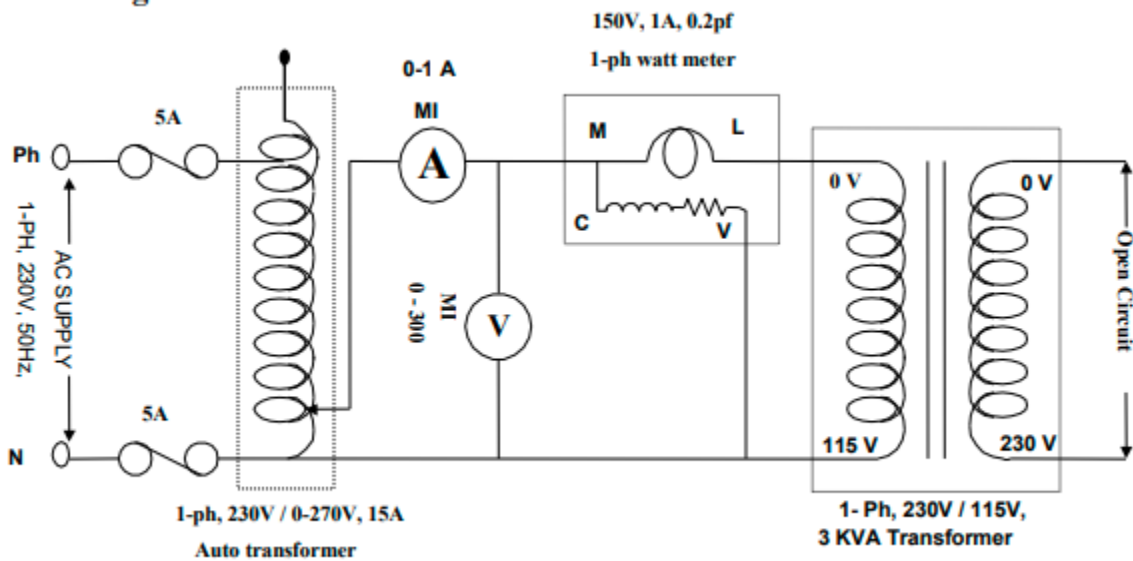 150V, 1A, 0.2pf
1-ph watt meter
0-1 A
MI
5A
M
L
Ph
A
0 V
0 V
C
V
1-PH, 230V, 50Hz,
AC SUPPLY
MI
0 - 300
V
Open Circuit
5A
N
115 V
230 V
1-ph, 230V / 0-270V, 15A
Auto transformer
1- Ph, 230V / 115V,
3 KVA Transformer